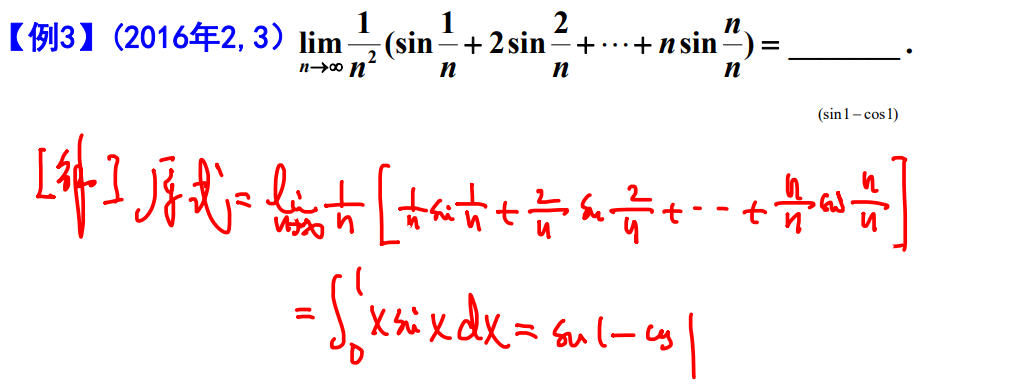 【例3】(2016年2,3) lim_{n→∞} 1/n² (sin 1/n + 2 sin 2/n + ··· + n sin n/n) = ________ .
(sin1 − cos1)
[解] 原式 = lim_{n→∞} 1/n [1/n sin 1/n + 2/n sin 2/n + ··· + n/n sin n/n]
= ∫₀¹ x sin x dx = sin1 − cos1